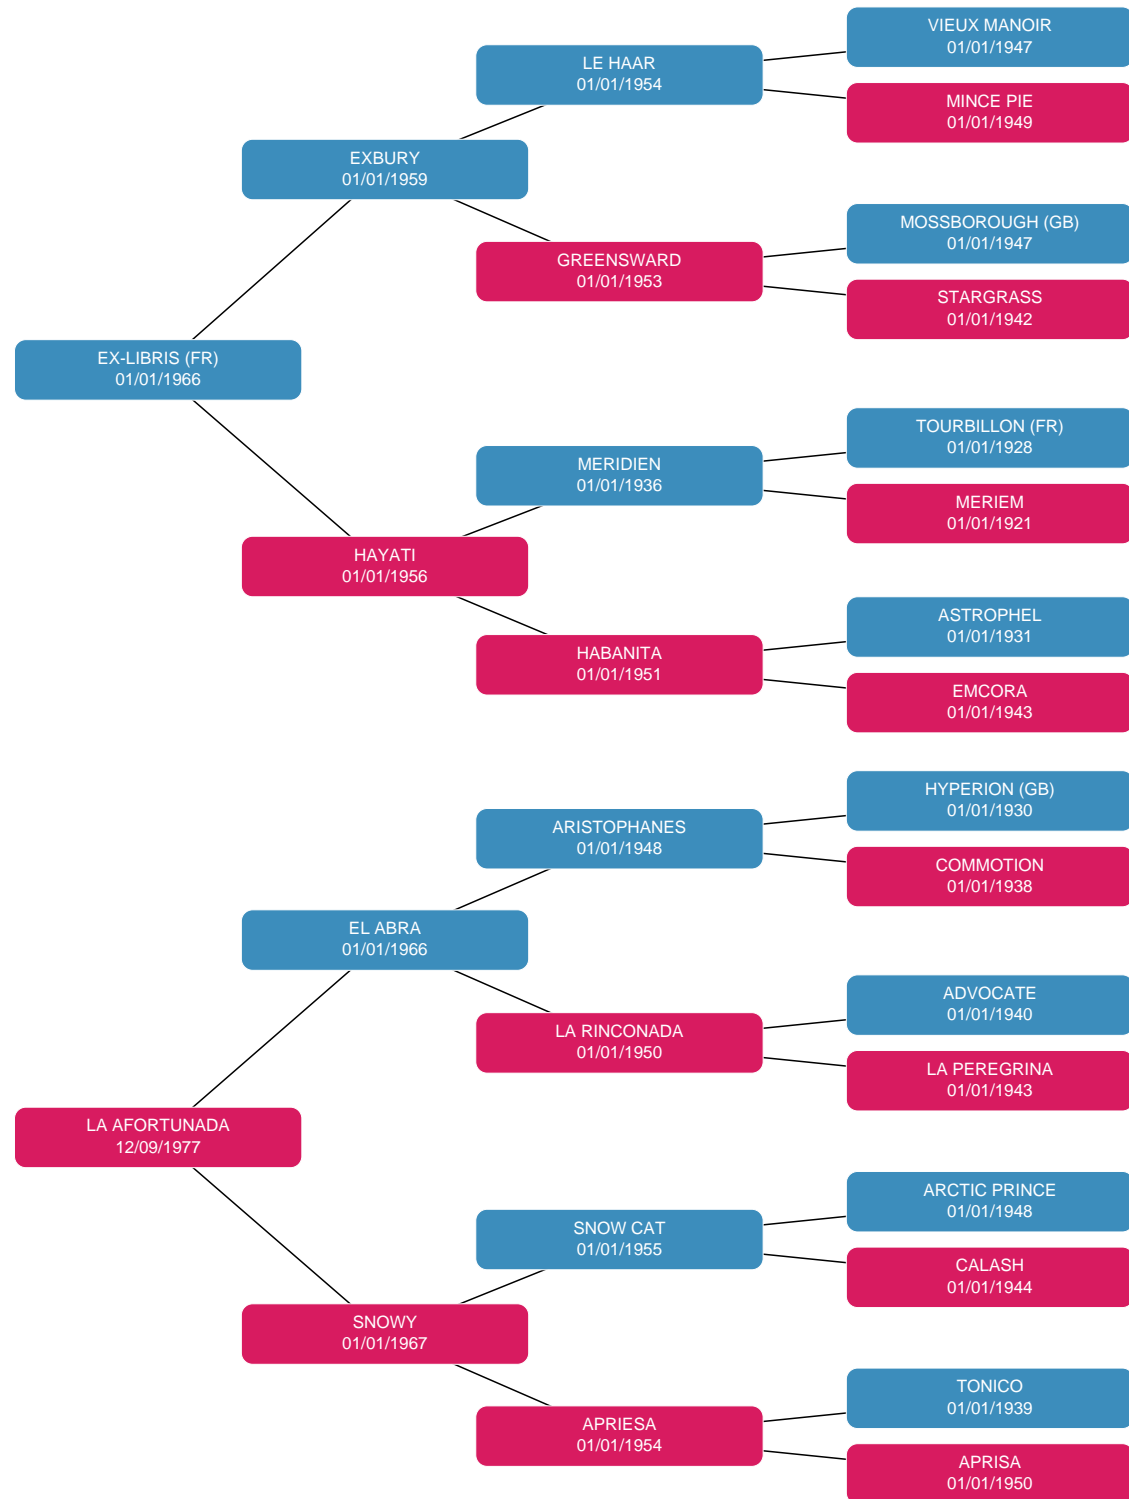 VIEUX MANOIR
01/01/1947
LE HAAR
01/01/1954
MINCE PIE
01/01/1949
EXBURY
01/01/1959
MOSSBOROUGH (GB)
01/01/1947
GREENSWARD
01/01/1953
STARGRASS
01/01/1942
EX-LIBRIS (FR)
01/01/1966
TOURBILLON (FR)
01/01/1928
MERIDIEN
01/01/1936
MERIEM
01/01/1921
HAYATI
01/01/1956
ASTROPHEL
01/01/1931
HABANITA
01/01/1951
EMCORA
01/01/1943
HYPERION (GB)
01/01/1930
ARISTOPHANES
01/01/1948
COMMOTION
01/01/1938
EL ABRA
01/01/1966
ADVOCATE
01/01/1940
LA RINCONADA
01/01/1950
LA PEREGRINA
01/01/1943
LA AFORTUNADA
12/09/1977
ARCTIC PRINCE
01/01/1948
SNOW CAT
01/01/1955
CALASH
01/01/1944
SNOWY
01/01/1967
TONICO
01/01/1939
APRIESA
01/01/1954
APRISA
01/01/1950